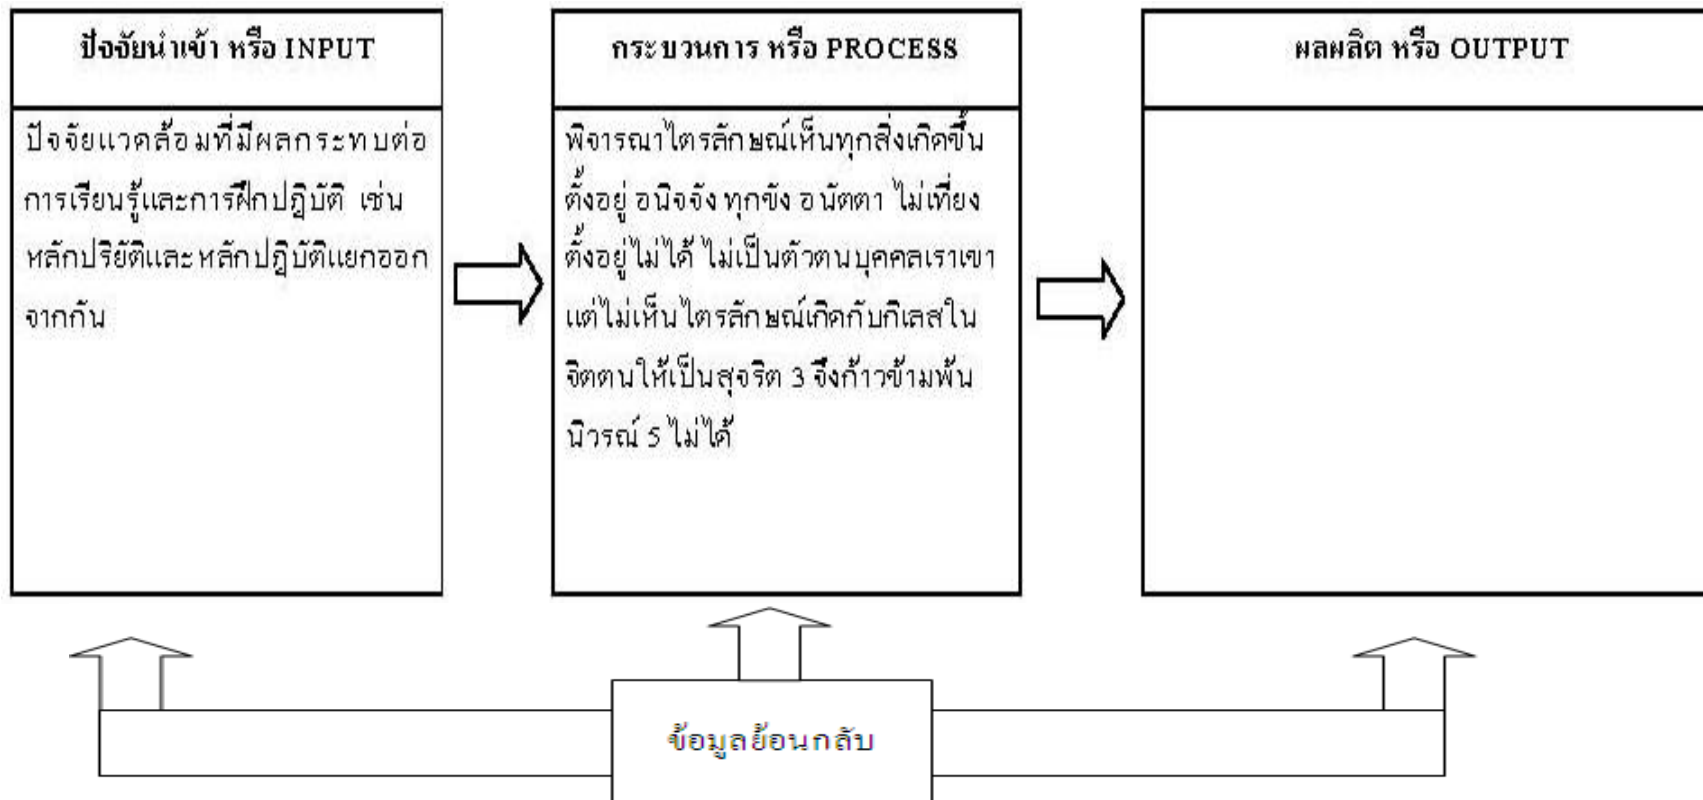 ปัจจัยนำเข้า หรือ INPUT
ปัจจัยแวดล้อมที่มีผลกระทบต่อ
การเรียนรู้และการฝึกปฏิบัติ เช่น
หลักปริยัติและหลักปฏิบัติแยกออก
จากกัน
กระบวนการ หรือ PROCESS
พิจารณาไตรลักษณ์เห็นทุกสิ่งเกิดขึ้น
ตั้งอยู่ อนิจจัง ทุกขัง อนัตตา ไม่เที่ยง
ตั้งอยู่ไม่ได้ ไม่เป็นตัวตนบุคคลเราเขา
แต่ไม่เห็นไตรลักษณ์เกิดกับกิเลสใน
จิตตนให้เป็นสุจริต 3 จึงก้าวข้ามพ้น
นิวรณ์ 5 ไม่ได้
ผลผลิต หรือ OUTPUT
ข้อมูลย้อนกลับ